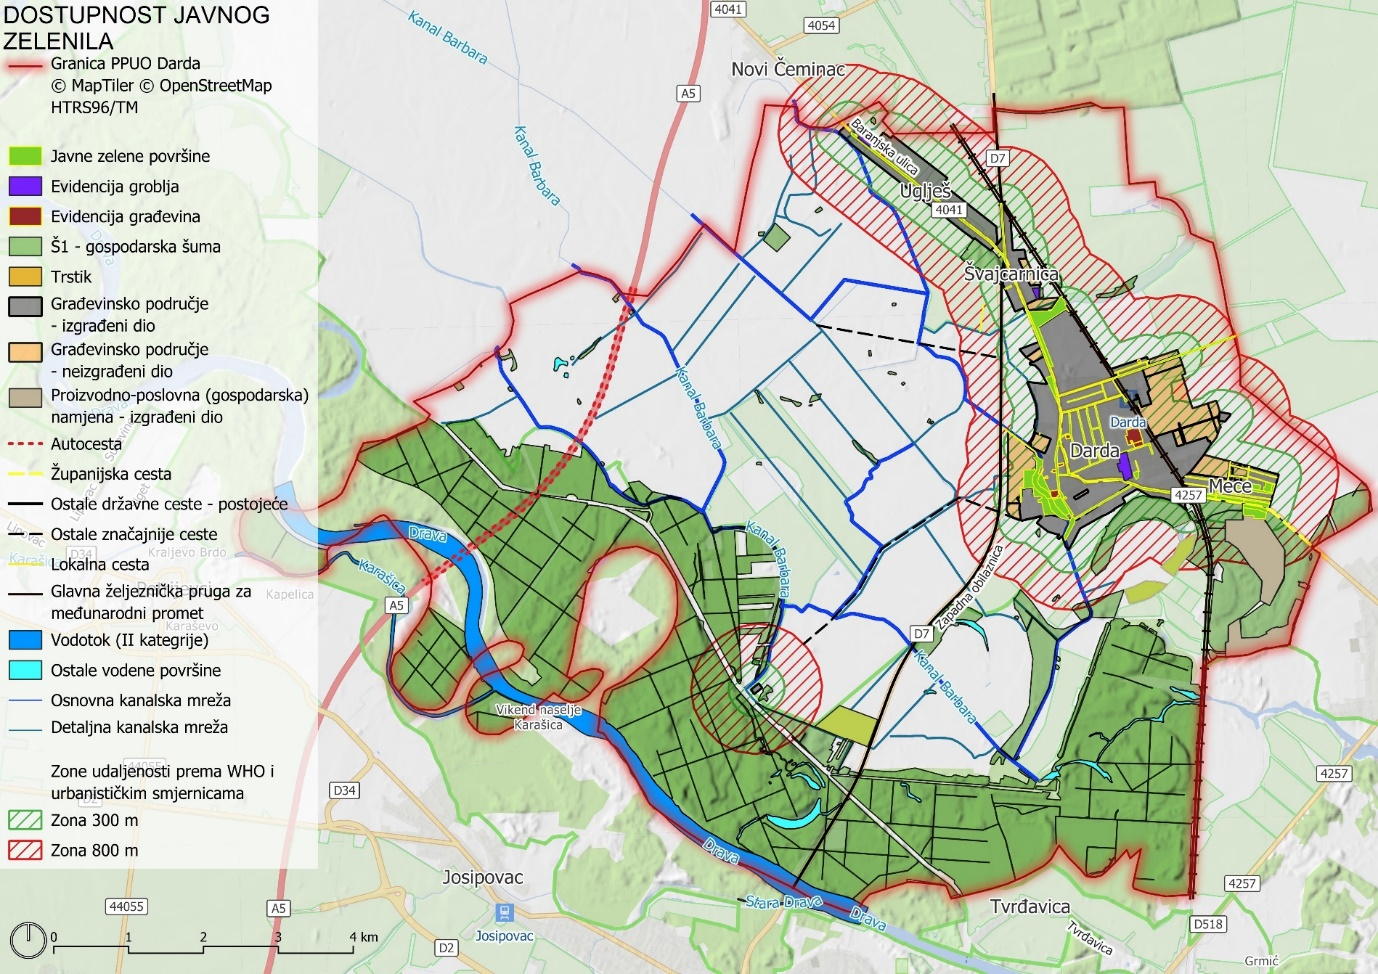 DOSTUPNOST JAVNOG
ZELENILA
Granica PPUO Darda
© MapTiler © OpenStreetMap
HTRS96/TM
Javne zelene površine
Evidencija groblja
Evidencija građevina
Š1 - gospodarska šuma
Trstik
Građevinsko područje
- izgrađeni dio
Građevinsko područje
- neizgrađeni dio
Proizvodno-poslovna (gospodarska)
namjena - izgrađeni dio
Autocesta
Županijska cesta
Ostale državne ceste - postojeće
Ostale značajnije ceste
Lokalna cesta
Glavna željeznička pruga za
međunarodni promet
Vodotok (II kategrije)
Ostale vodene površine
Osnovna kanalska mreža
Detaljna kanalska mreža
Zone udaljenosti prema WHO i
urbanističkim smjernicama
Zona 300 m
Zona 800 m
0 1 2 3 4 km
Kanal Barbara
Kanal Barbara
4041
4054
Novi Čeminac
A5
Baranjska ulica
D7
Uglješ
4041
Švajcarnica
Kanal Barbara
Darda
Darda
Mece
4257
Drava
Karašica
A5
Kapelica
Karaševo
Kraljevo Brdo
D34
Kanal Barbara
Zapadna obilaznica
D7
Kanal Barbara
Vikend naselje
Karašica
D34
4257
Drava
Josipovac
Josipovac
Stara Drava
Drava
Tvrđavica
Tvrđavica
4257
D518
Grmić
44055
A5
D2